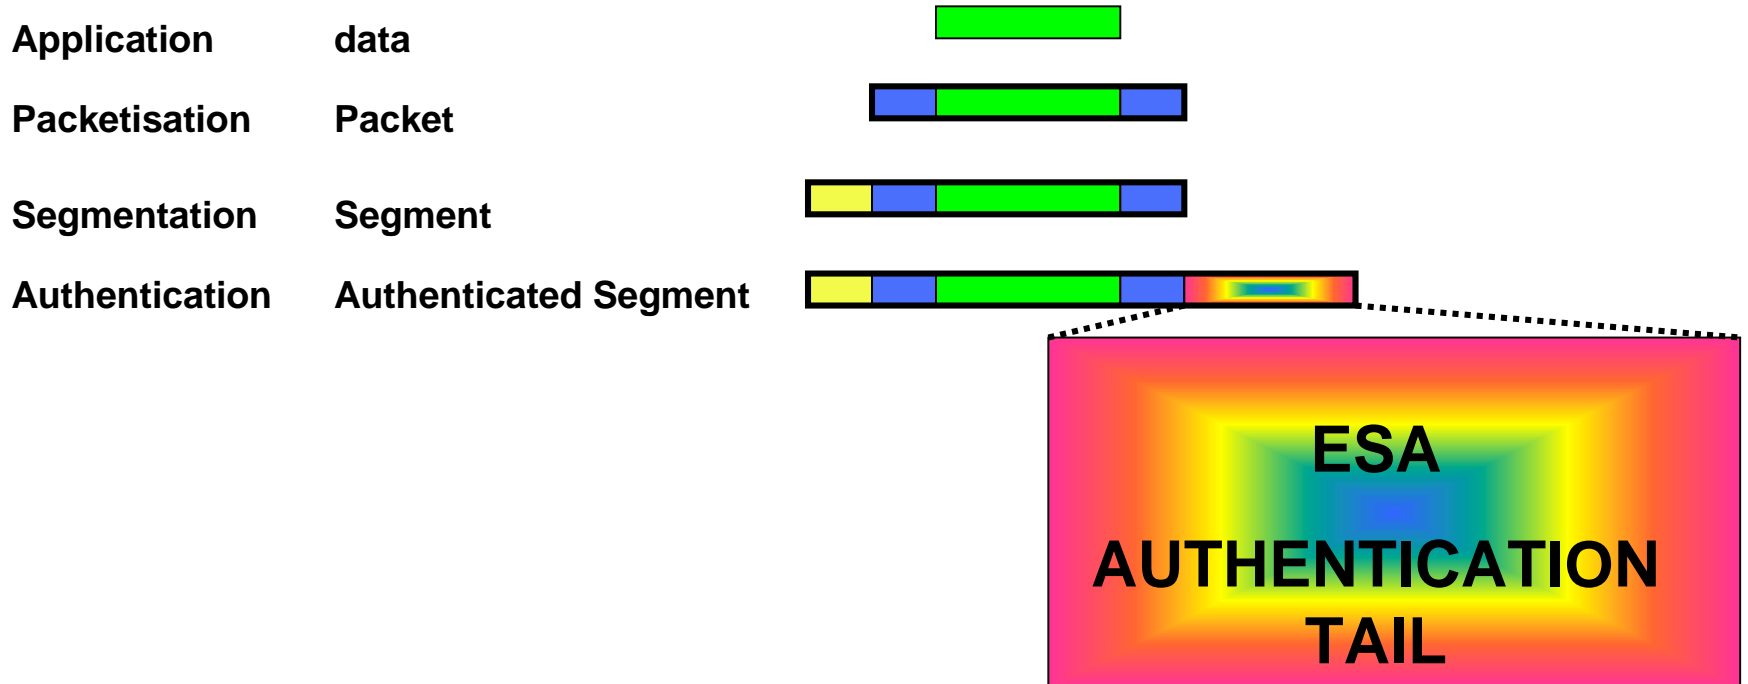 Application data
Packetisation Packet
Segmentation Segment
Authentication Authenticated Segment
ESA
AUTHENTICATION
TAIL